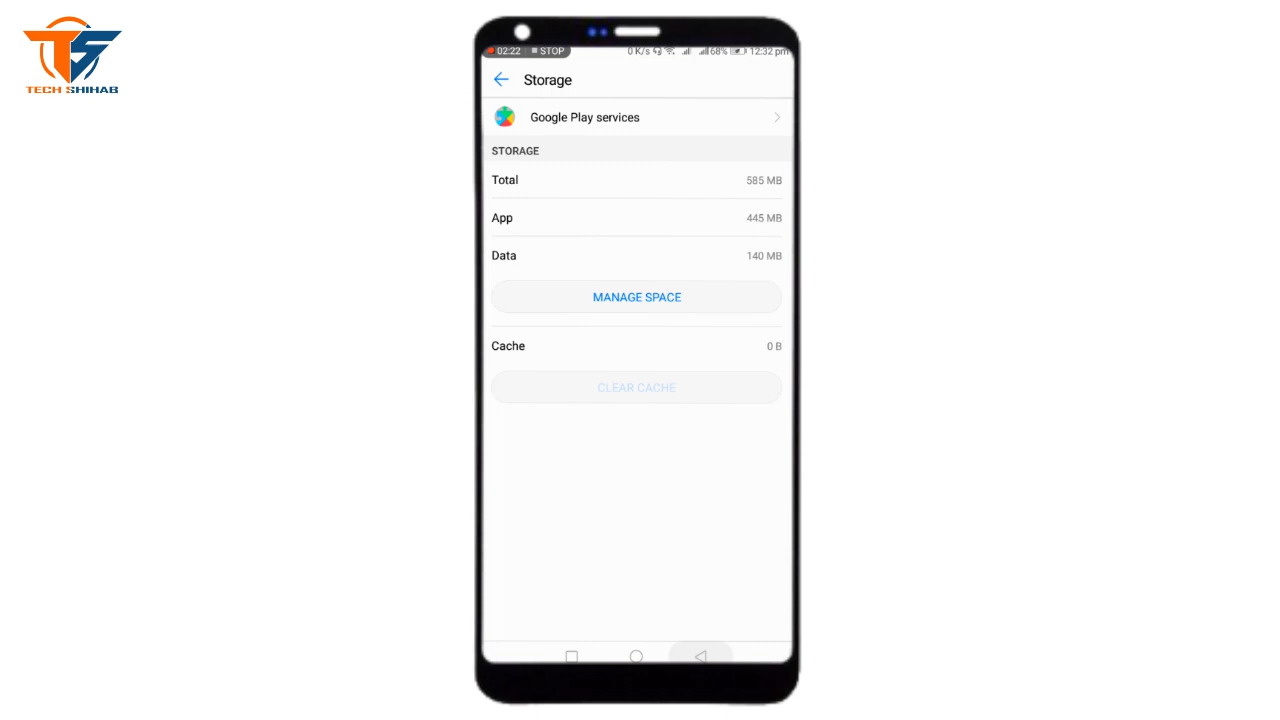 TECH SHIHAB
02:22 STOP 0 K/s 68% 12:32 pm
Storage
Google Play services
STORAGE
Total 585 MB
App 445 MB
Data 140 MB
MANAGE SPACE
Cache 0 B
CLEAR CACHE